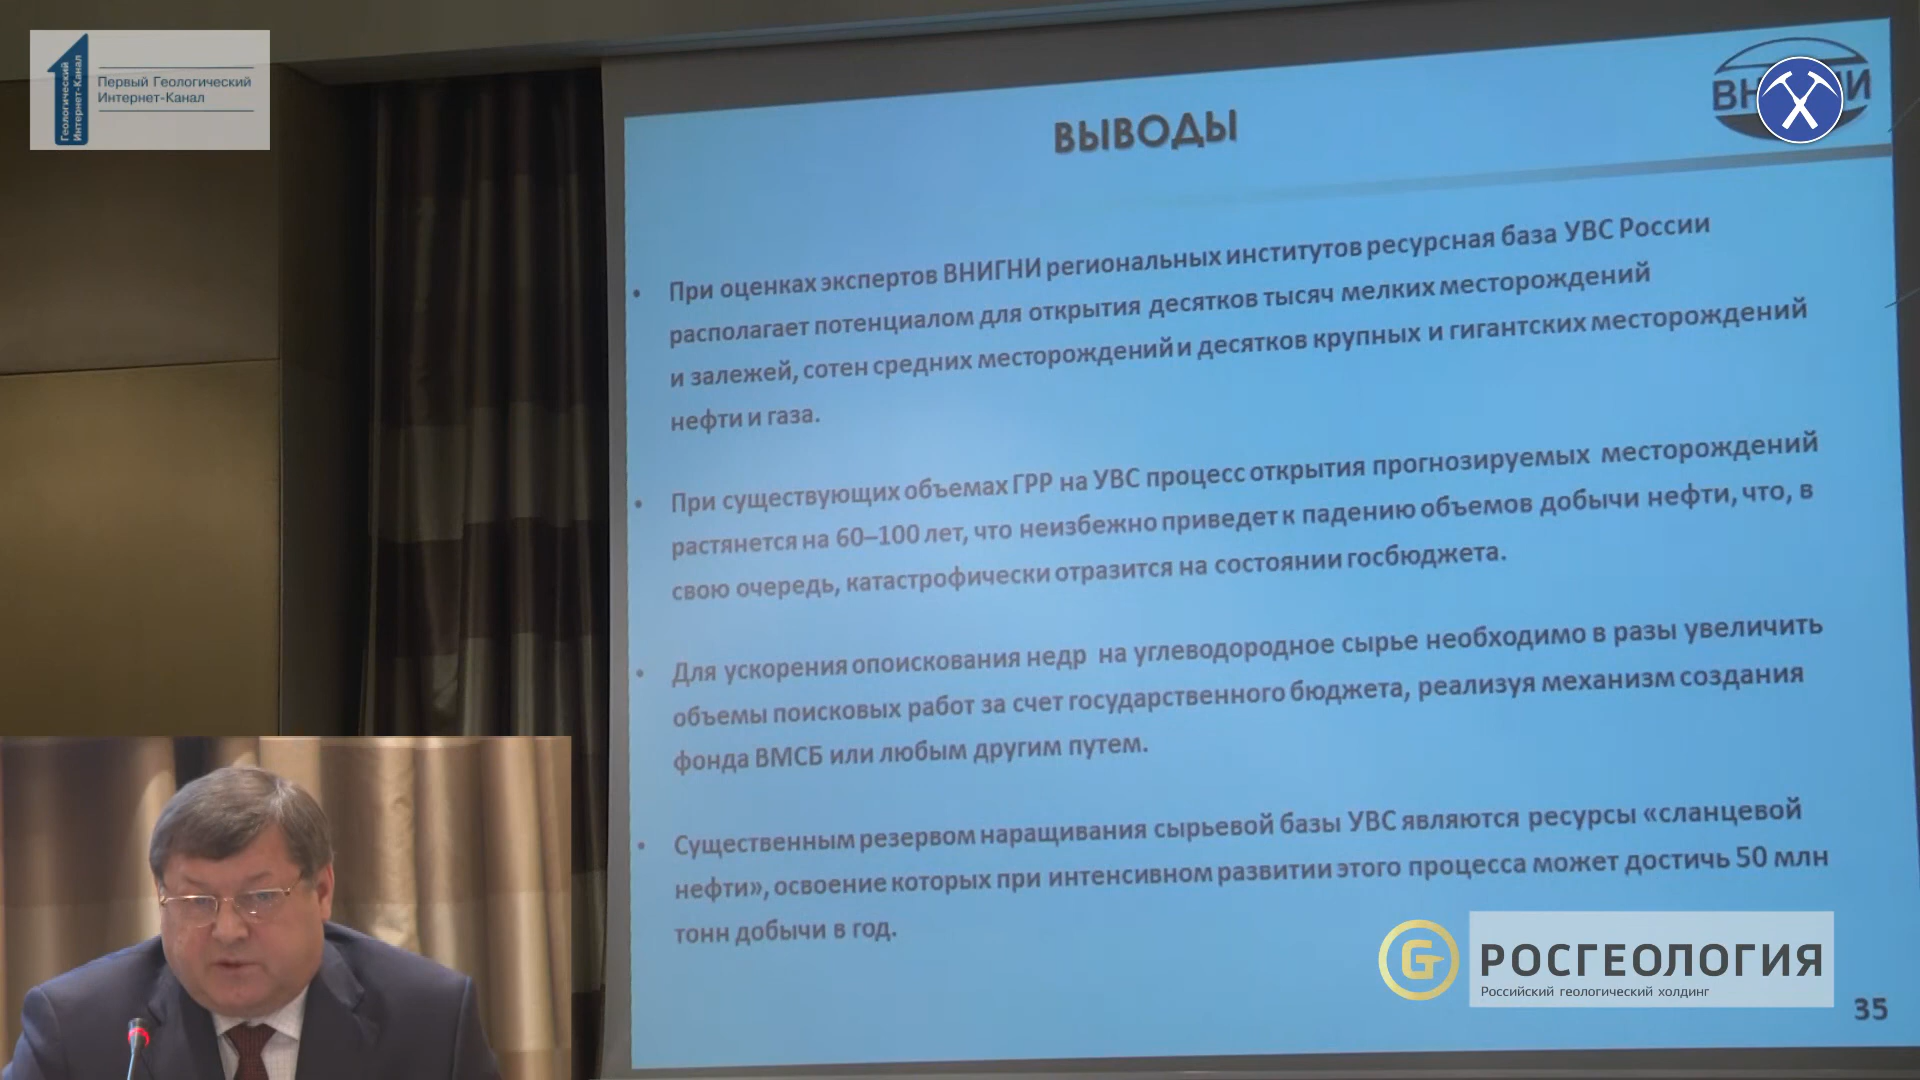 Геологический
Интернет-Канал
Первый Геологический
Интернет-Канал
ВЫВОДЫ
• При оценках экспертов ВНИГНИ региональных институтов ресурсная база УВС России
располагает потенциалом для открытия десятков тысяч мелких месторождений
и залежей, сотен средних месторождений и десятков крупных и гигантских месторождений
нефти и газа.
• При существующих объемах ГРР на УВС процесс открытия прогнозируемых месторождений
растянется на 60–100 лет, что неизбежно приведет к падению объемов добычи нефти, что, в
свою очередь, катастрофически отразится на состоянии госбюджета.
• Для ускорения опоискования недр на углеводородное сырье необходимо в разы увеличить
объемы поисковых работ за счет государственного бюджета, реализуя механизм создания
фонда ВМСБ или любым другим путем.
• Существенным резервом наращивания сырьевой базы УВС являются ресурсы «сланцевой
нефти», освоение которых при интенсивном развитии этого процесса может достичь 50 млн
тонн добычи в год.
РОСГЕОЛОГИЯ
Российский геологический холдинг
35